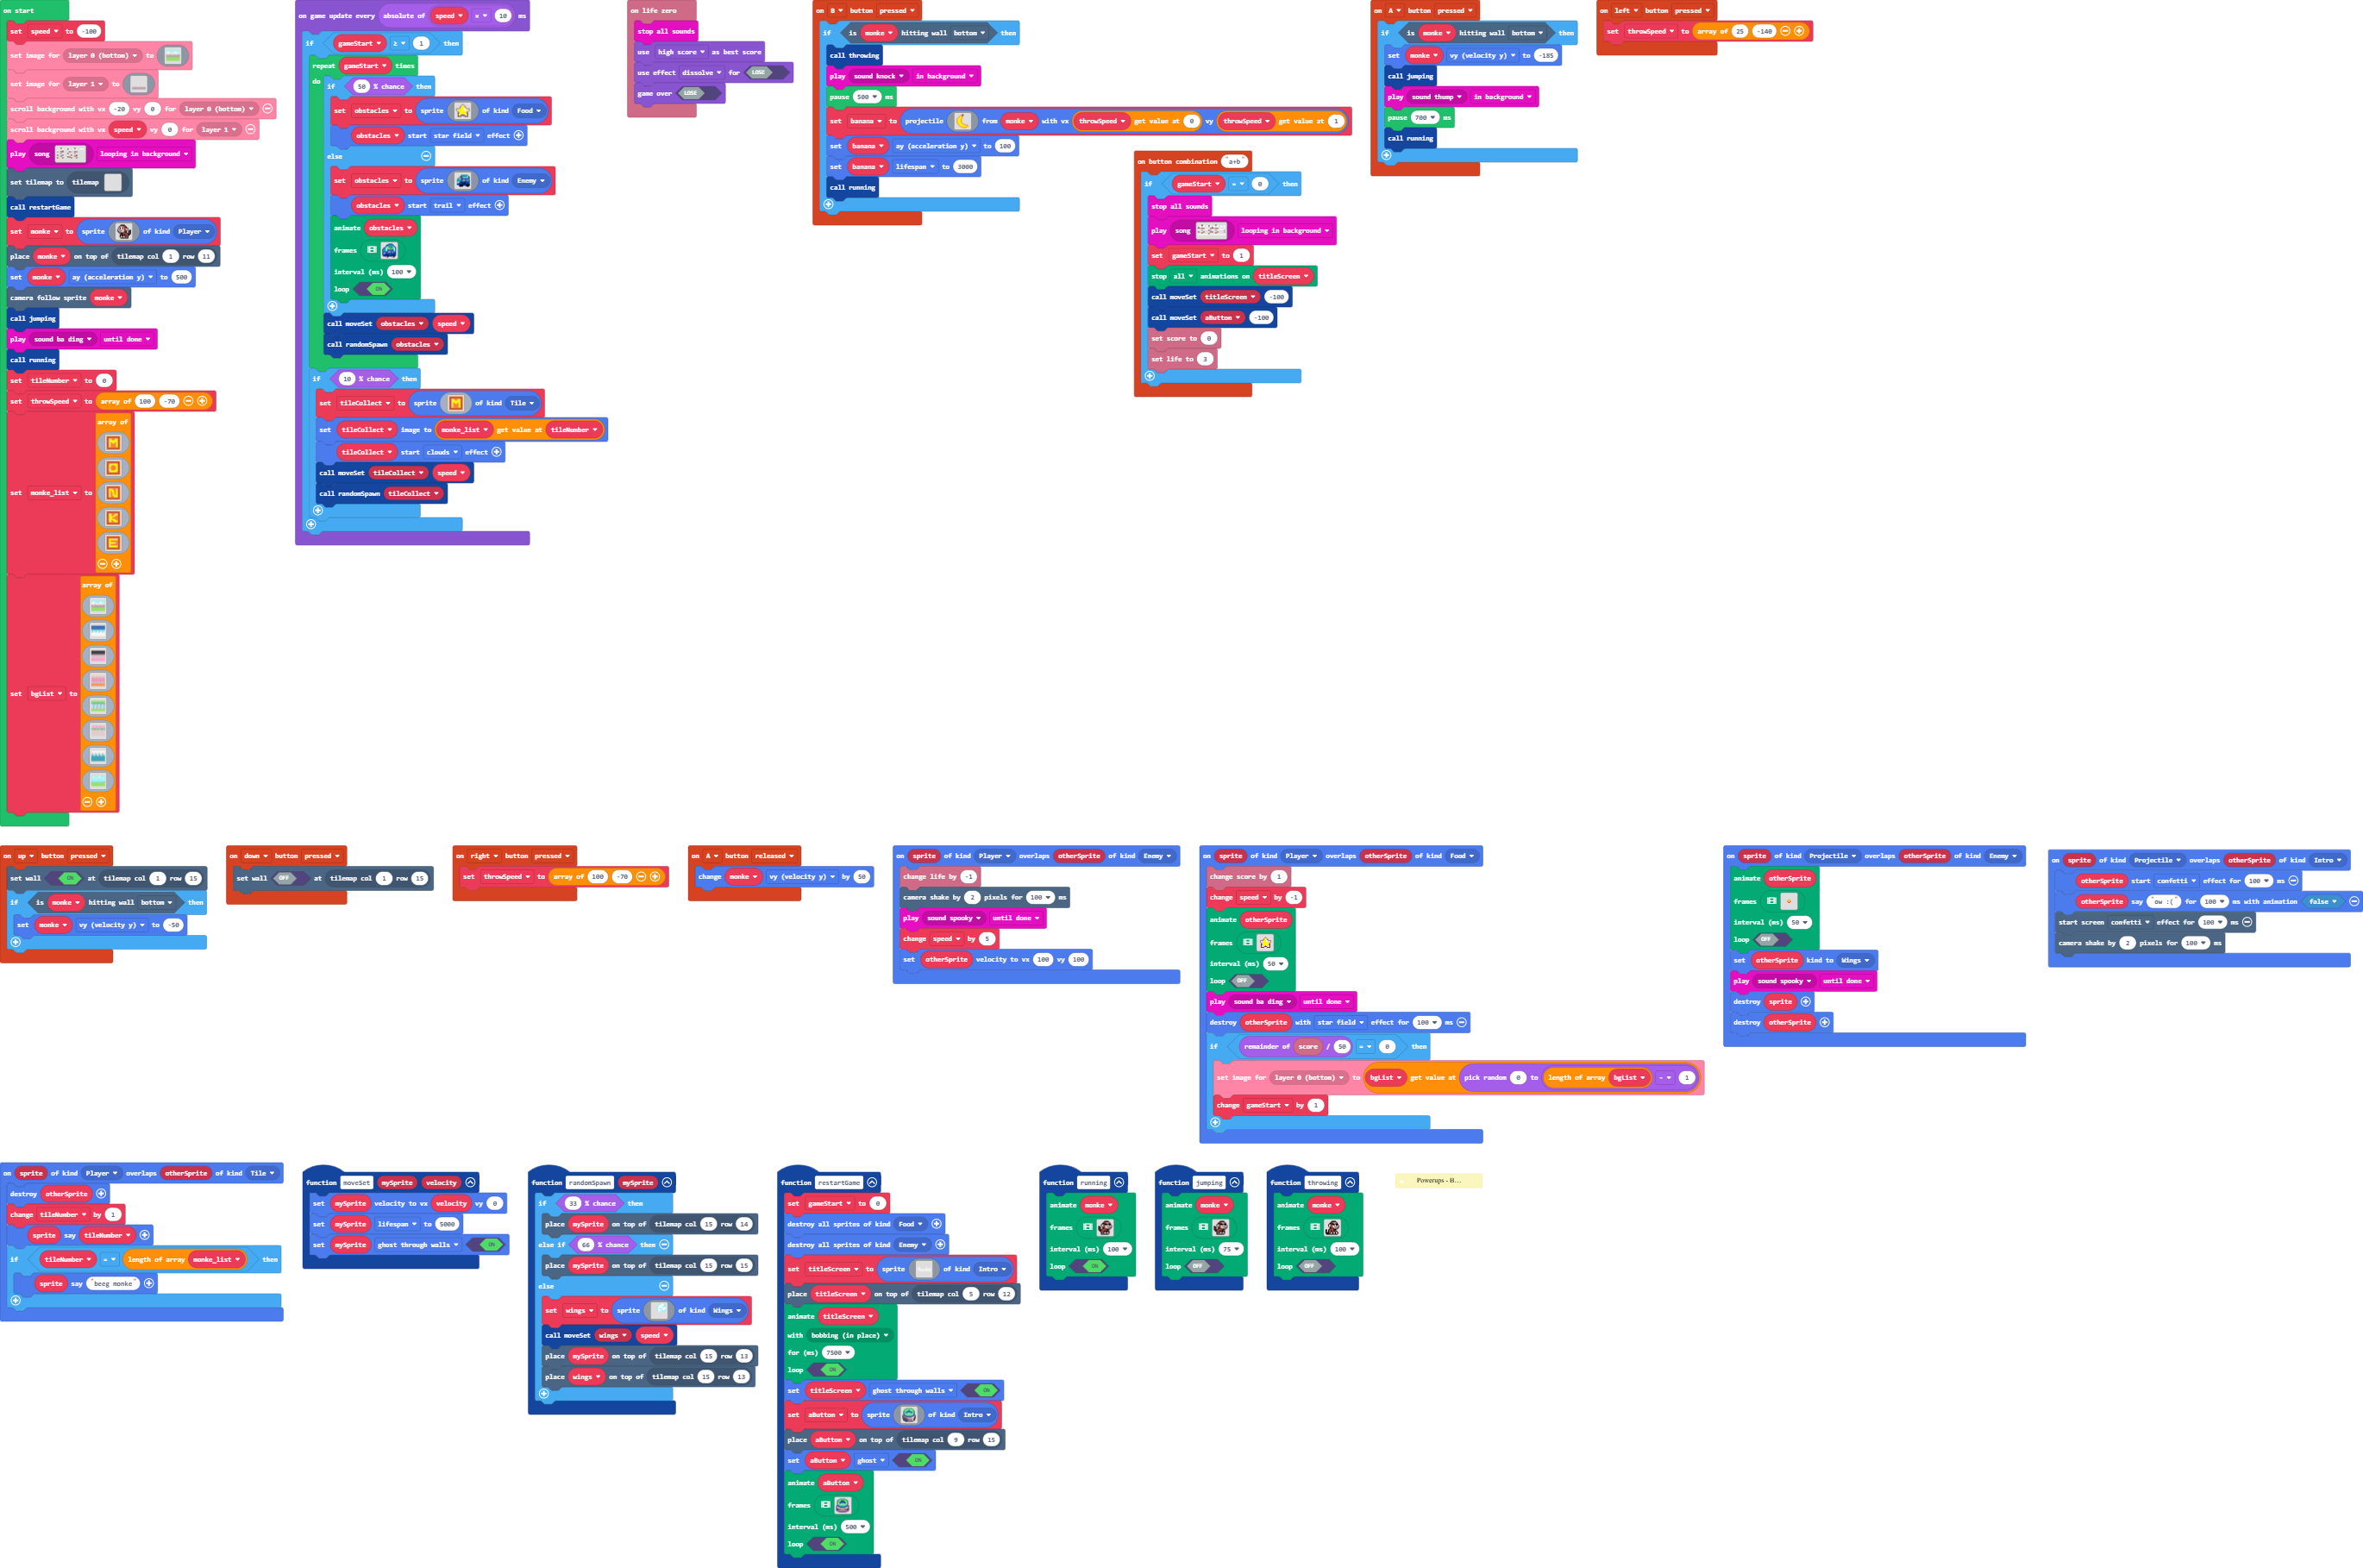 on start
set speed to -100
set image for layer 0 (bottom) to
set image for layer 1 to
scroll background with vx -20 vy 0 for layer 0 (bottom)
scroll background with vx speed vy 0 for layer 1
play song looping in background
set tilemap to tilemap
call restartGame
set monke to sprite of kind Player
place monke on top of tilemap col 1 row 11
set monke ay (acceleration y) to 500
camera follow sprite monke
call jumping
play sound ba ding until done
call running
set tileNumber to 0
set throwSpeed to array of 100 -70
array of
M
O
N
set monke_list to
K
E
array of
set bgList to
on game update every absolute of speed × 10 ms
if gameStart ≥ 1 then
repeat gameStart times
do
if 50 % chance then
set obstacles to sprite of kind Food
obstacles start star field effect
else
set obstacles to sprite of kind Enemy
obstacles start trail effect
animate obstacles
frames
interval (ms) 100
loop ON
call moveSet obstacles speed
call randomSpawn obstacles
if 10 % chance then
set tileCollect to sprite M of kind Tile
set tileCollect image to monke_list get value at tileNumber
tileCollect start clouds effect
call moveSet tileCollect speed
call randomSpawn tileCollect
on life zero
stop all sounds
use high score as best score
use effect dissolve for LOSE
game over LOSE
on B button pressed
if is monke hitting wall bottom then
call throwing
play sound knock in background
pause 500 ms
set banana to projectile from monke with vx throwSpeed get value at 0 vy throwSpeed get value at 1
set banana ay (acceleration y) to 100
set banana lifespan to 3000
call running
on button combination "a+b"
if gameStart = 0 then
stop all sounds
play song looping in background
set gameStart to 1
stop all animations on titleScreen
call moveSet titleScreen -100
call moveSet aButton -100
set score to 0
set life to 3
on A button pressed
if is monke hitting wall bottom then
set monke vy (velocity y) to -185
call jumping
play sound thump in background
pause 700 ms
call running
on left button pressed
set throwSpeed to array of 25 -140
on up button pressed
set wall ON at tilemap col 1 row 15
if is monke hitting wall bottom then
set monke vy (velocity y) to -50
on down button pressed
set wall OFF at tilemap col 1 row 15
on right button pressed
set throwSpeed to array of 100 -70
on A button released
change monke vy (velocity y) by 50
on sprite of kind Player overlaps otherSprite of kind Enemy
change life by -1
camera shake by 2 pixels for 100 ms
play sound spooky until done
change speed by 5
set otherSprite velocity to vx 100 vy 100
on sprite of kind Player overlaps otherSprite of kind Food
change score by 1
change speed by -1
animate otherSprite
frames
interval (ms) 50
loop OFF
play sound ba ding until done
destroy otherSprite with star field effect for 100 ms
if remainder of score / 50 = 0 then
set image for layer 0 (bottom) to bgList get value at pick random 0 to length of array bgList - 1
change gameStart by 1
on sprite of kind Projectile overlaps otherSprite of kind Enemy
animate otherSprite
frames
interval (ms) 50
loop OFF
set otherSprite kind to Wings
play sound spooky until done
destroy sprite
destroy otherSprite
on sprite of kind Projectile overlaps otherSprite of kind Intro
otherSprite start confetti effect for 100 ms
otherSprite say "ow :(" for 100 ms with animation false
start screen confetti effect for 100 ms
camera shake by 2 pixels for 100 ms
on sprite of kind Player overlaps otherSprite of kind Tile
destroy otherSprite
change tileNumber by 1
sprite say tileNumber
if tileNumber = length of array monke_list then
sprite say "beeg monke"
function moveSet mySprite velocity
set mySprite velocity to vx velocity vy 0
set mySprite lifespan to 5000
set mySprite ghost through walls ON
function randomSpawn mySprite
if 33 % chance then
place mySprite on top of tilemap col 15 row 14
else if 66 % chance then
place mySprite on top of tilemap col 15 row 15
else
set wings to sprite of kind Wings
call moveSet wings speed
place mySprite on top of tilemap col 15 row 13
place wings on top of tilemap col 15 row 13
function restartGame
set gameStart to 0
destroy all sprites of kind Food
destroy all sprites of kind Enemy
set titleScreen to sprite of kind Intro
place titleScreen on top of tilemap col 5 row 12
animate titleScreen
with bobbing (in place)
for (ms) 7500
loop ON
set titleScreen ghost through walls ON
set aButton to sprite of kind Intro
place aButton on top of tilemap col 9 row 15
set aButton ghost ON
animate aButton
frames
interval (ms) 500
loop ON
function running
animate monke
frames
interval (ms) 100
loop ON
function jumping
animate monke
frames
interval (ms) 75
loop OFF
function throwing
animate monke
frames
interval (ms) 100
loop OFF
Powerups - B...